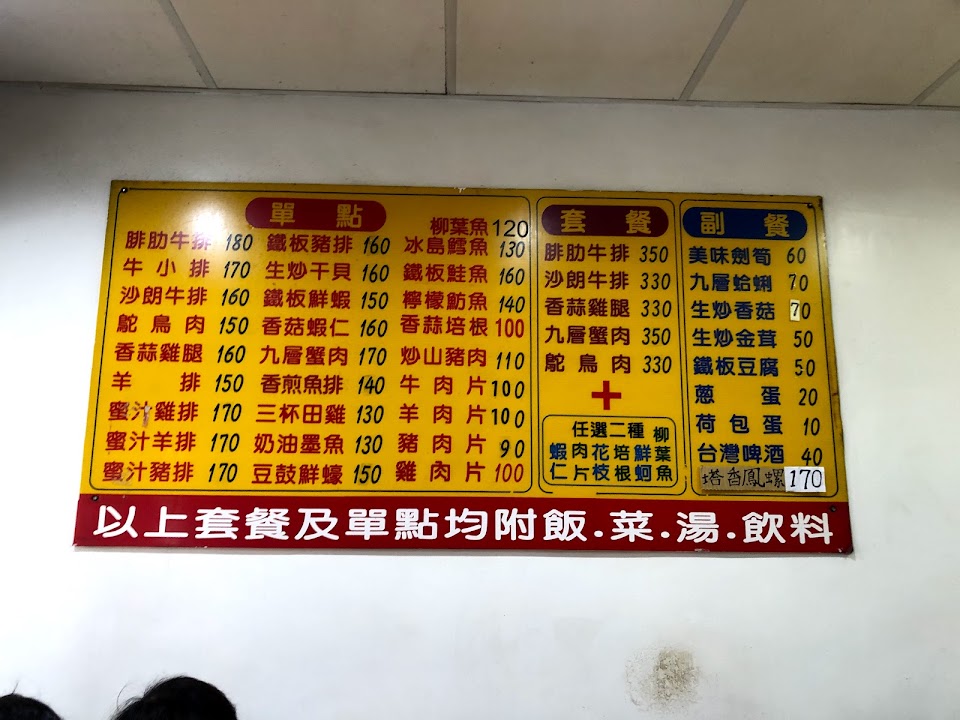 單點
腓肋牛排 180
牛小排 170
沙朗牛排 160
鴕鳥肉 150
香蒜雞腿 160
羊排 150
蜜汁雞排 170
蜜汁羊排 170
蜜汁豬排 170
鐵板豬排 160
生炒干貝 160
鐵板鮮蝦 150
香菇蝦仁 160
九層蟹肉 170
香煎魚排 140
三杯田雞 130
奶油墨魚 130
豆鼓鮮蠔 150
柳葉魚 120
冰島鱈魚 130
鐵板鮭魚 160
檸檬魴魚 140
香蒜培根 100
炒山豬肉 110
牛肉片 100
羊肉片 100
豬肉片 90
雞肉片 100
套餐
腓肋牛排 350
沙朗牛排 330
香蒜雞腿 330
九層蟹肉 350
鴕鳥肉 330
+
任選二種
蝦仁
肉片
花枝
培根
鮮蚵
柳葉魚
副餐
美味劍筍 60
九層蛤蜊 70
生炒香菇 70
生炒金茸 50
鐵板豆腐 50
蔥蛋 20
荷包蛋 10
台灣啤酒 40
塔香鳳螺 170
以上套餐及單點均附飯.菜.湯.飲料